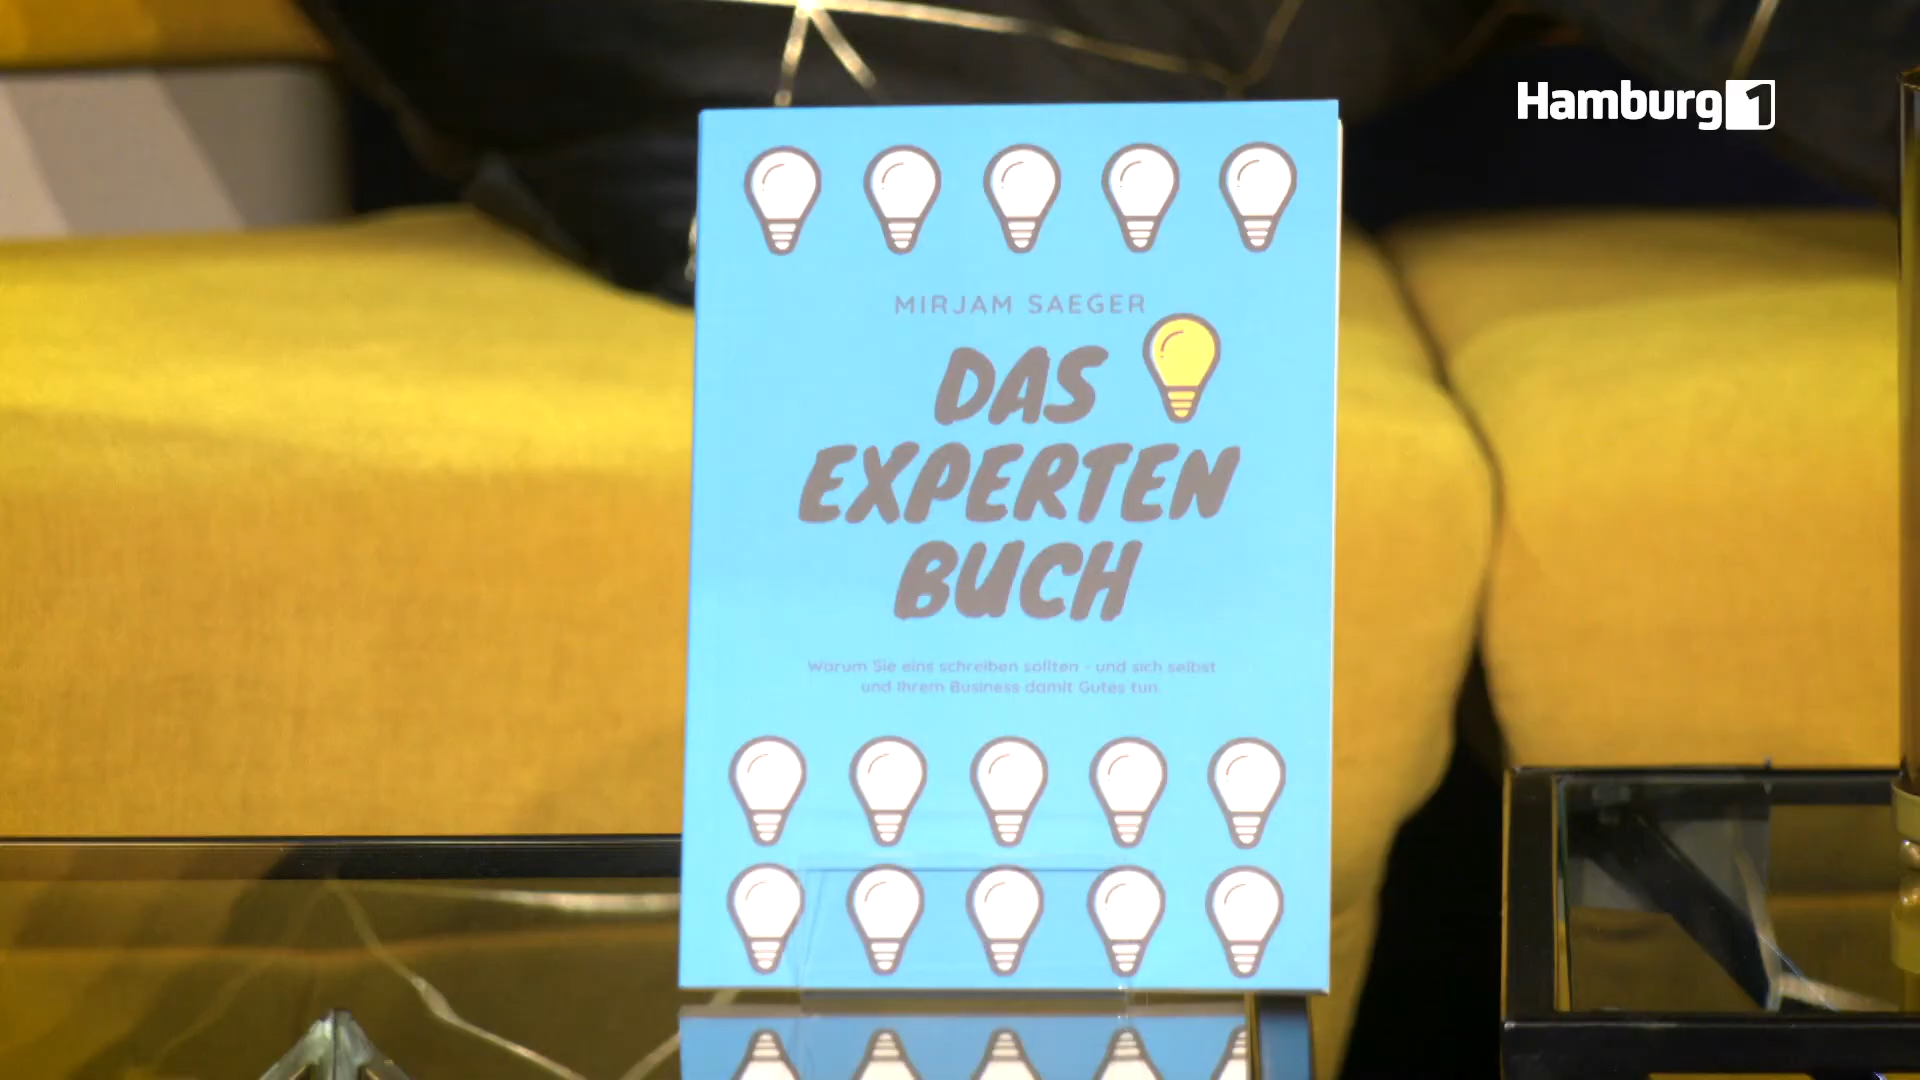 Hamburg 1
MIRJAM SAEGER
DAS
EXPERTEN
BUCH
Warum Sie eins schreiben sollten - und sich selbst
und Ihrem Business damit Gutes tun.